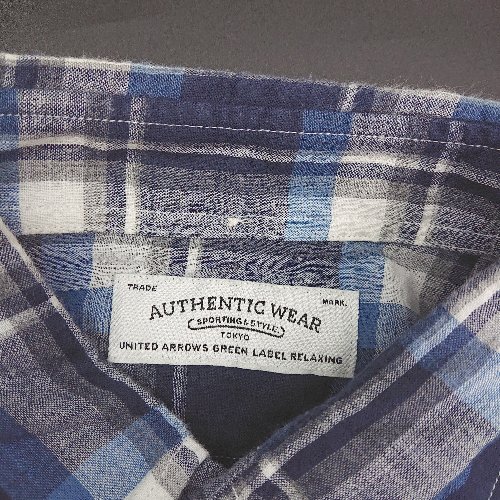 TRADE MARK.
AUTHENTIC WEAR
SPORTING & STYLE
TOKYO
UNITED ARROWS GREEN LABEL RELAXING